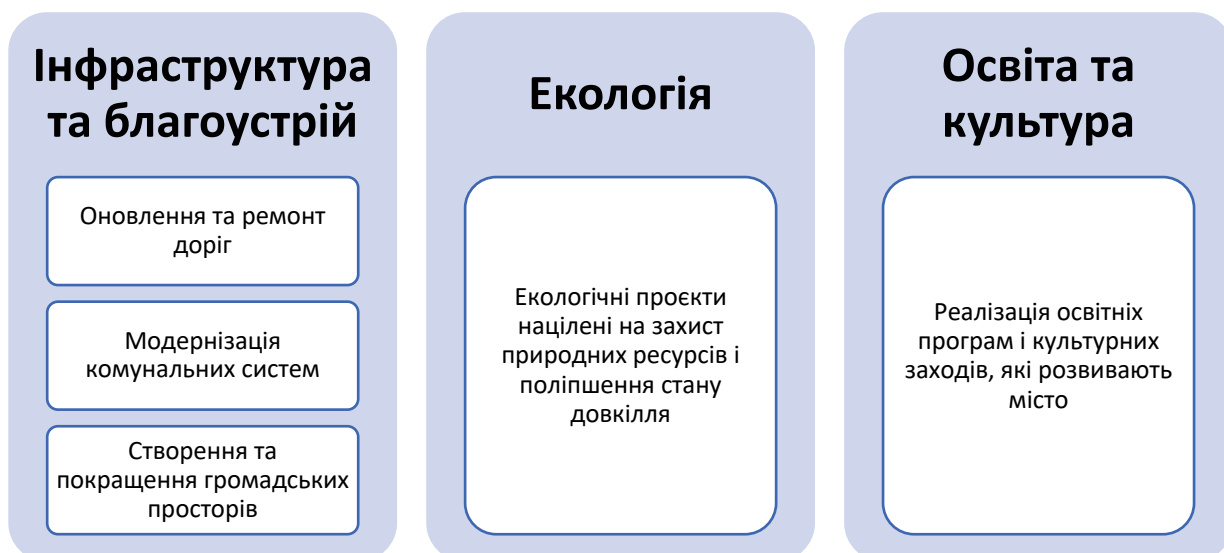 Інфраструктура
та благоустрій
Оновлення та ремонт
доріг
Модернізація
комунальних систем
Створення та
покращення громадських
просторів
Екологія
Екологічні проєкти
націлені на захист
природних ресурсів і
поліпшення стану
довкілля
Освіта та
культура
Реалізація освітніх
програм і культурних
заходів, які розвивають
місто